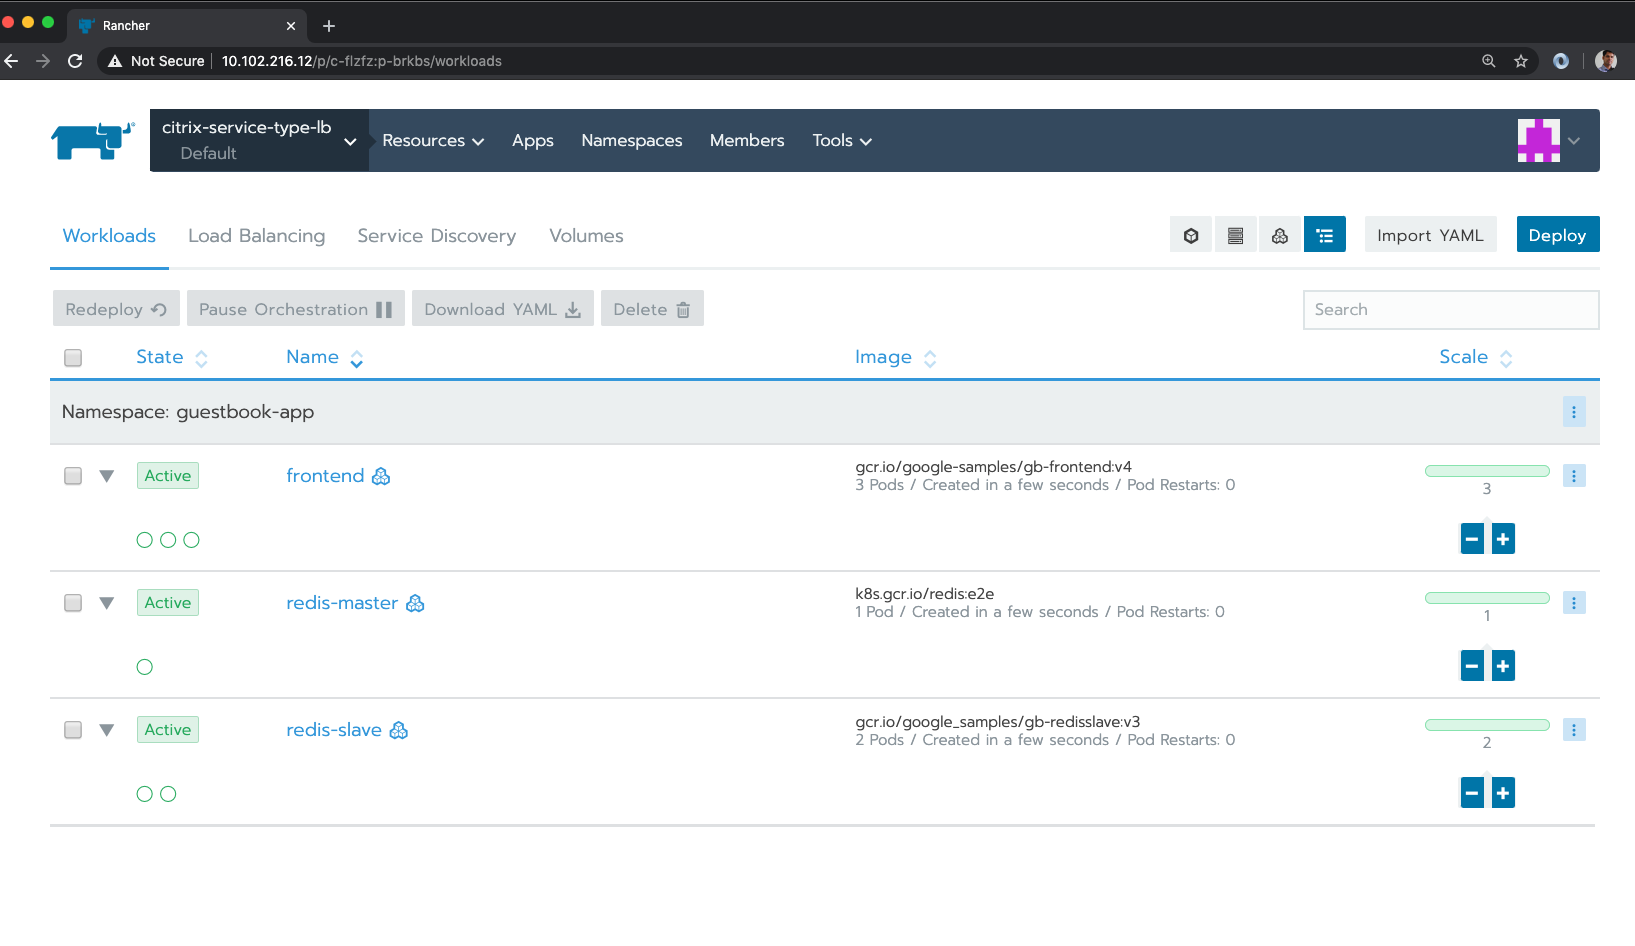 Rancher
Not Secure 10.102.216.12/p/c-flzfz:p-brkbs/workloads
citrix-service-type-lb
Default
Resources Apps Namespaces Members Tools
Workloads Load Balancing Service Discovery Volumes Import YAML Deploy
Redeploy Pause Orchestration Download YAML Delete Search
State Name Image Scale
Namespace: guestbook-app
Active frontend gcr.io/google-samples/gb-frontend:v4
3 Pods / Created in a few seconds / Pod Restarts: 0
3
Active redis-master k8s.gcr.io/redis:e2e
1 Pod / Created in a few seconds / Pod Restarts: 0
1
Active redis-slave gcr.io/google_samples/gb-redisslave:v3
2 Pods / Created in a few seconds / Pod Restarts: 0
2